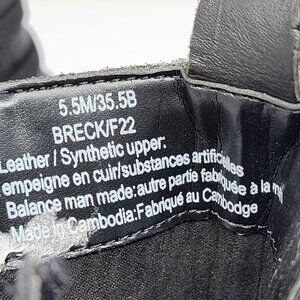 5.5M/35.5B
BRECK/F22
Leather / Synthetic upper:
empeigne en cuir/substances artificielles
Balance man made:autre partie fabriquée à la
Made in Cambodia:Fabriqué au Cambodge